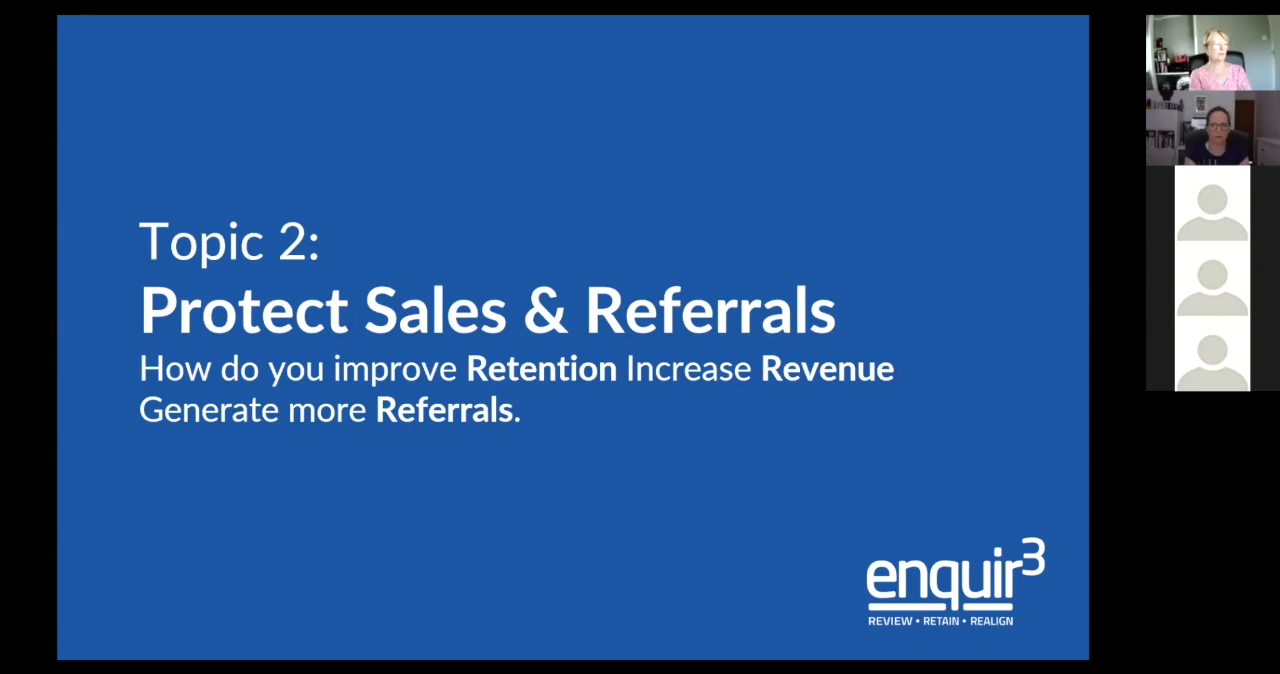 Topic 2:
Protect Sales & Referrals
How do you improve Retention Increase Revenue
Generate more Referrals.
enquir3
REVIEW • RETAIN • REALIGN